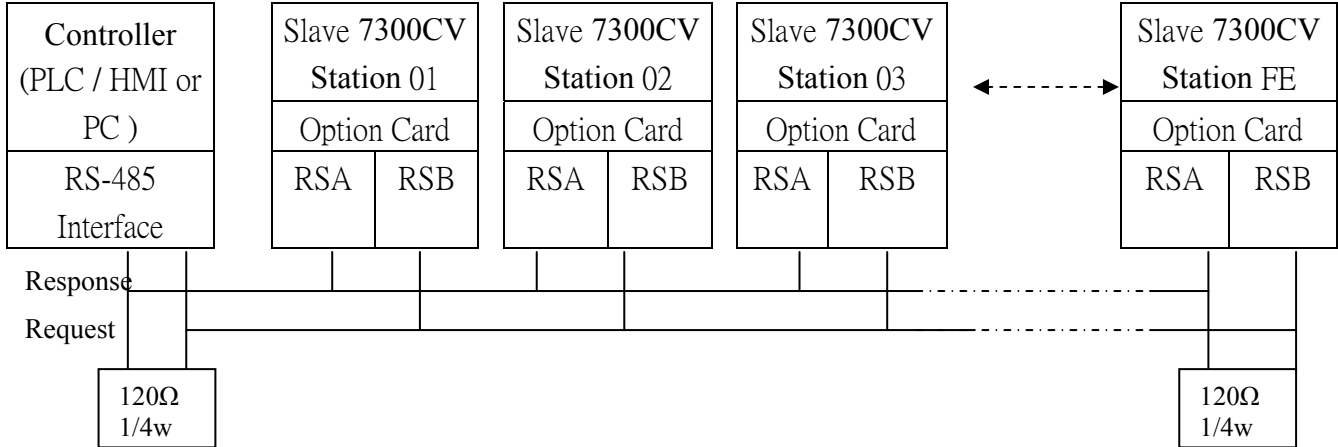 Controller
(PLC / HMI or
PC )
RS-485
Interface
Slave 7300CV
Station 01
Option Card
RSA
RSB
Slave 7300CV
Station 02
Option Card
RSA
RSB
Slave 7300CV
Station 03
Option Card
RSA
RSB
Slave 7300CV
Station FE
Option Card
RSA
RSB
Response
Request
120Ω
1/4w
120Ω
1/4w